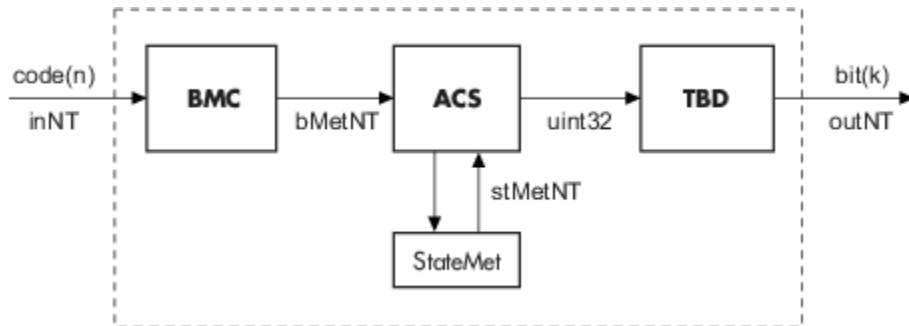 code(n)
inNT
BMC
bMetNT
ACS
uint32
TBD
bit(k)
outNT
stMetNT
StateMet